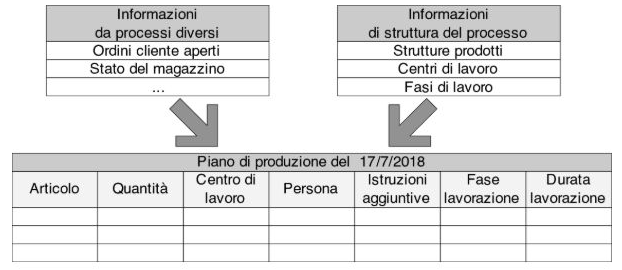 Informazioni
da processi diversi
Ordini cliente aperti
Stato del magazzino
...
Informazioni
di struttura del processo
Strutture prodotti
Centri di lavoro
Fasi di lavoro
Piano di produzione del 17/7/2018
Articolo
Quantità
Centro di
lavoro
Persona
Istruzioni
aggiuntive
Fase
lavorazione
Durata
lavorazione